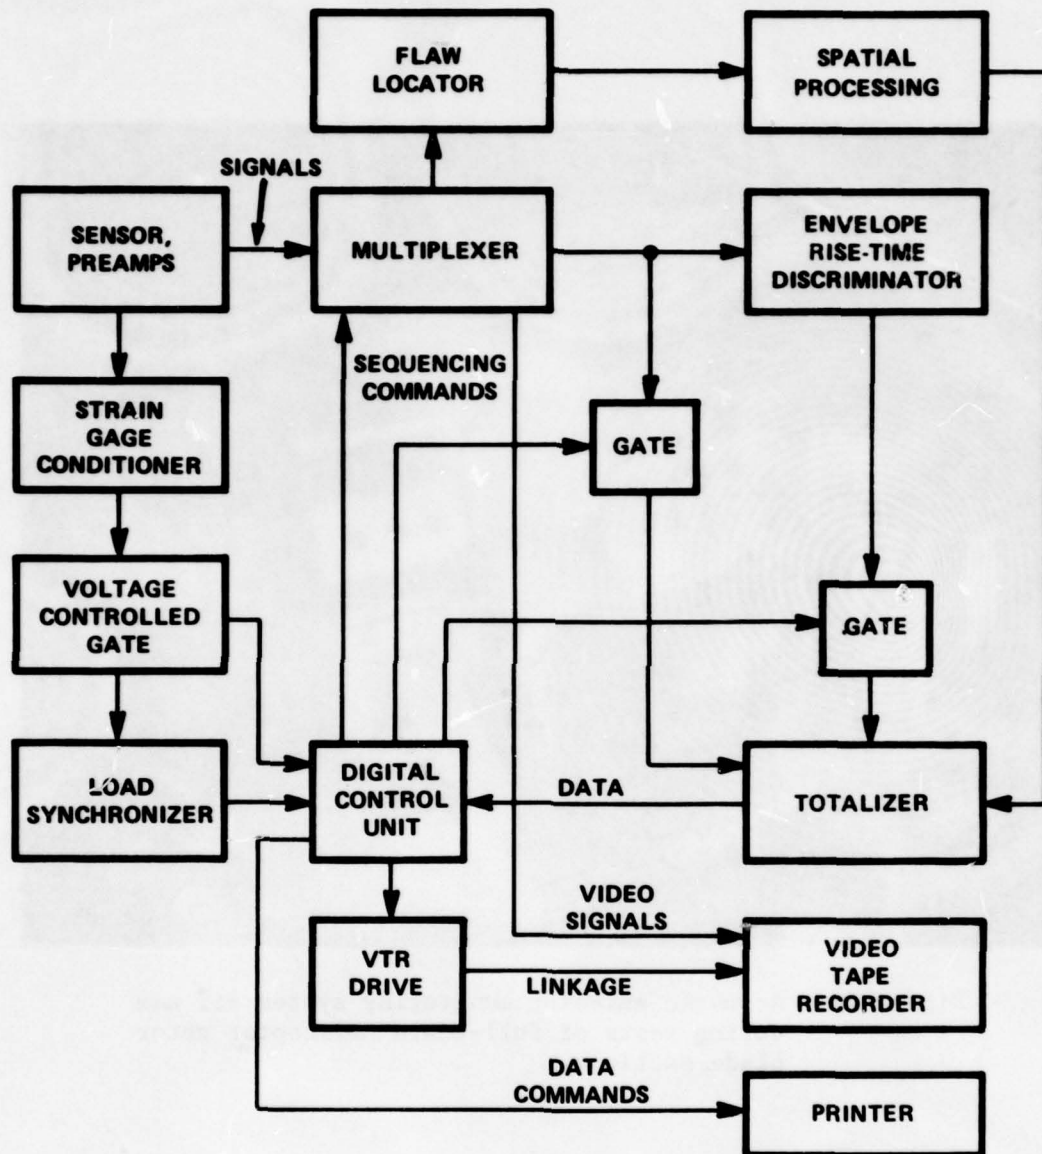 FLAW
LOCATOR
SPATIAL
PROCESSING
SIGNALS
SENSOR,
PREAMPS
MULTIPLEXER
ENVELOPE
RISE-TIME
DISCRIMINATOR
SEQUENCING
COMMANDS
STRAIN
GAGE
CONDITIONER
GATE
VOLTAGE
CONTROLLED
GATE
GATE
LOAD
SYNCHRONIZER
DIGITAL
CONTROL
UNIT
DATA
TOTALIZER
VIDEO
SIGNALS
VTR
DRIVE
LINKAGE
VIDEO
TAPE
RECORDER
DATA
COMMANDS
PRINTER